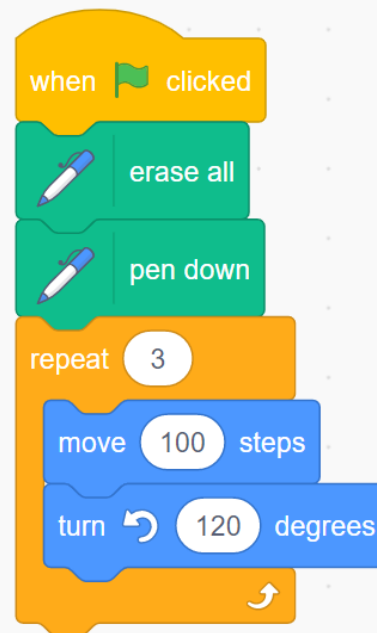 when clicked
erase all
pen down
repeat 3
move 100 steps
turn 120 degrees